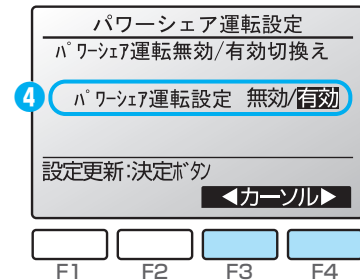 パワーシェア運転設定
ﾊﾟﾜｰｼｪｱ運転無効/有効切換え
4 ﾊﾟﾜｰｼｪｱ運転設定 無効/有効
設定更新:決定ﾎﾞﾀﾝ
◀カーソル▶
F1 F2 F3 F4